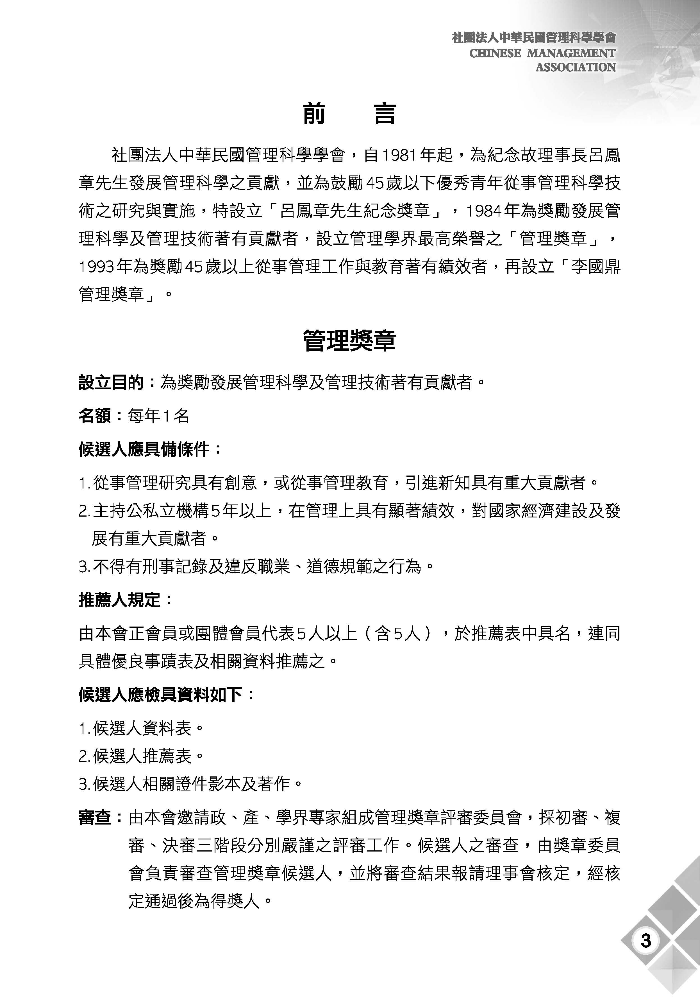 社團法人中華民國管理科學學會
CHINESE MANAGEMENT
ASSOCIATION
前　　言
社團法人中華民國管理科學學會，自1981年起，為紀念故理事長呂鳳
章先生發展管理科學之貢獻，並為鼓勵45歲以下優秀青年從事管理科學技
術之研究與實施，特設立「呂鳳章先生紀念獎章」，1984年為獎勵發展管
理科學及管理技術著有貢獻者，設立管理學界最高榮譽之「管理獎章」，
1993年為獎勵45歲以上從事管理工作與教育著有績效者，再設立「李國鼎
管理獎章」。
管理獎章
設立目的：為獎勵發展管理科學及管理技術著有貢獻者。
名額：每年1名
候選人應具備條件：
1.從事管理研究具有創意，或從事管理教育，引進新知具有重大貢獻者。
2.主持公私立機構5年以上，在管理上具有顯著績效，對國家經濟建設及發
展有重大貢獻者。
3.不得有刑事記錄及違反職業、道德規範之行為。
推薦人規定：
由本會正會員或團體會員代表5人以上（含5人），於推薦表中具名，連同
具體優良事蹟表及相關資料推薦之。
候選人應檢具資料如下：
1.候選人資料表。
2.候選人推薦表。
3.候選人相關證件影本及著作。
審查：由本會邀請政、產、學界專家組成管理獎章評審委員會，採初審、複
審、決審三階段分別嚴謹之評審工作。候選人之審查，由獎章委員
會負責審查管理獎章候選人，並將審查結果報請理事會核定，經核
定通過後為得獎人。
3